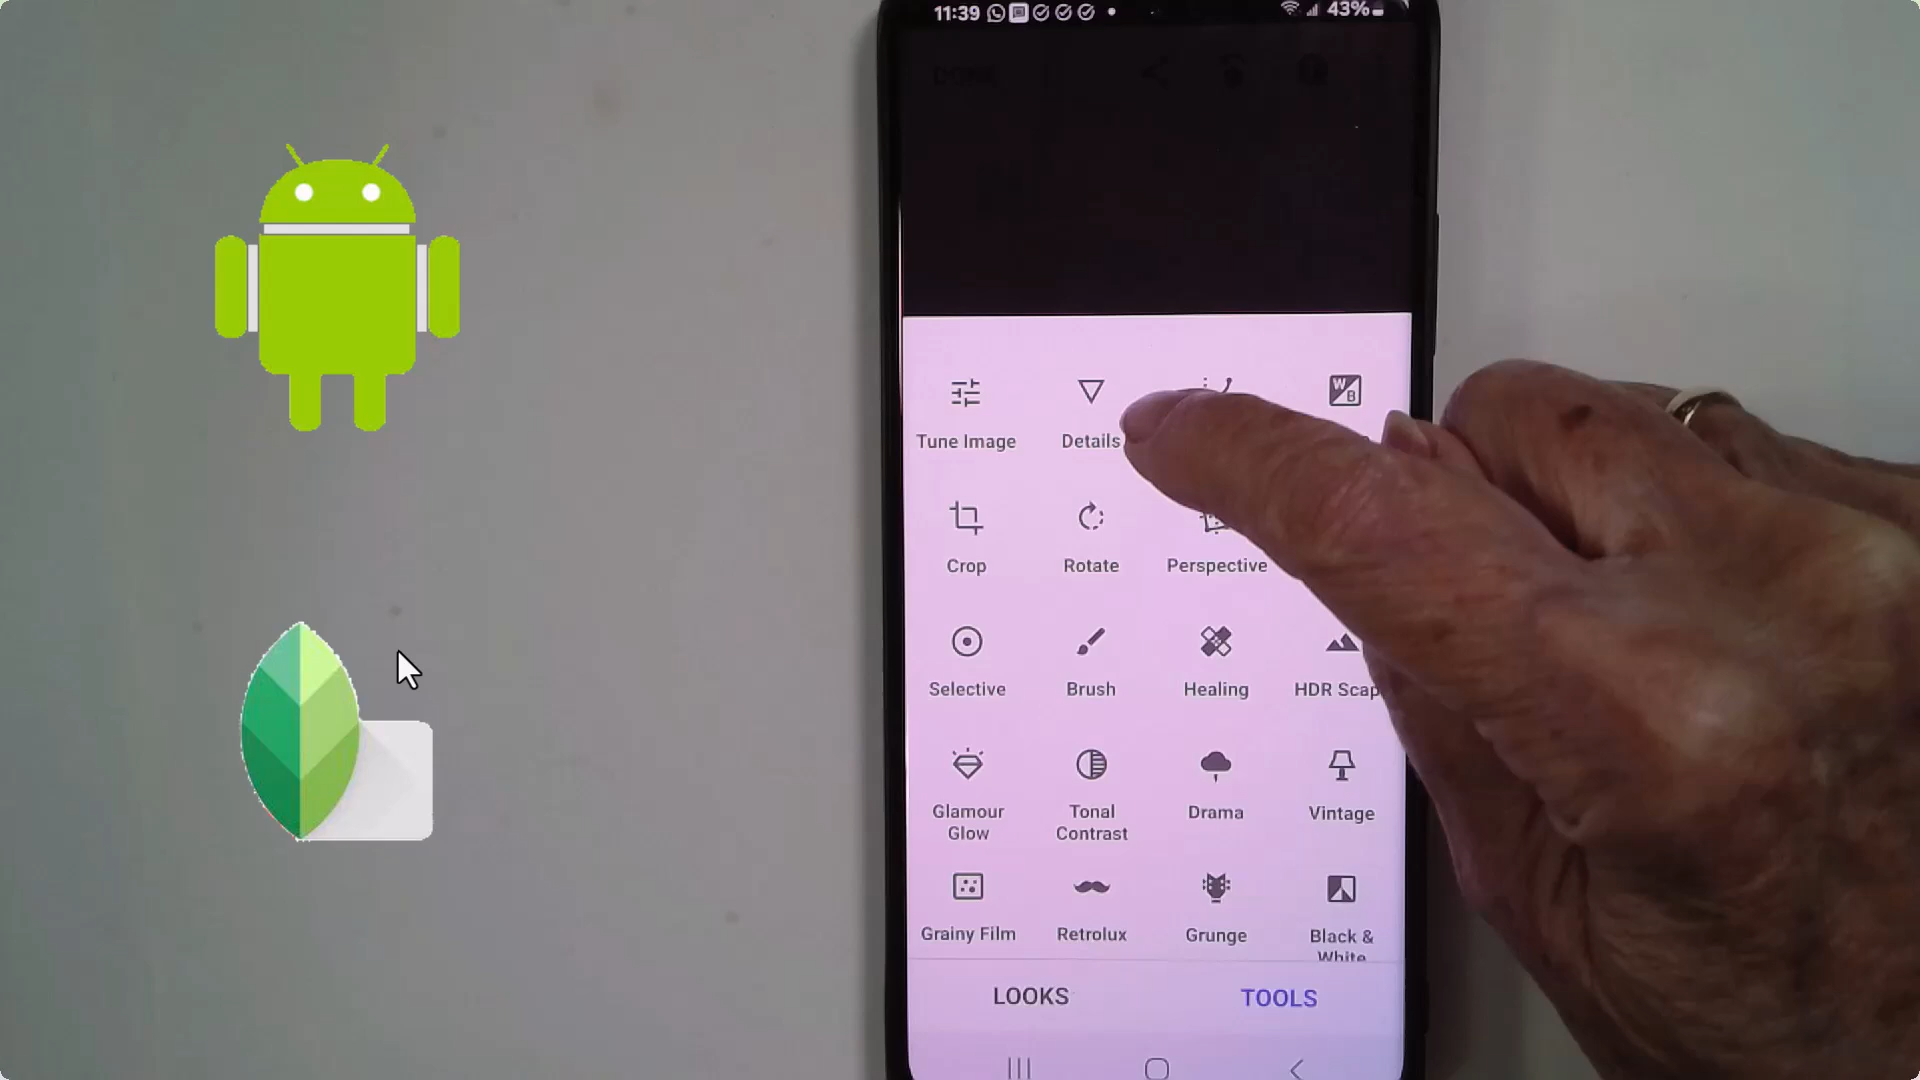 11:39
43%
DONE
W
B
Tune Image
Details
Crop
Rotate
Perspective
Selective
Brush
Healing
HDR Scap
Glamour
Glow
Tonal
Contrast
Drama
Vintage
Grainy Film
Retrolux
Grunge
Black &
White
LOOKS
TOOLS